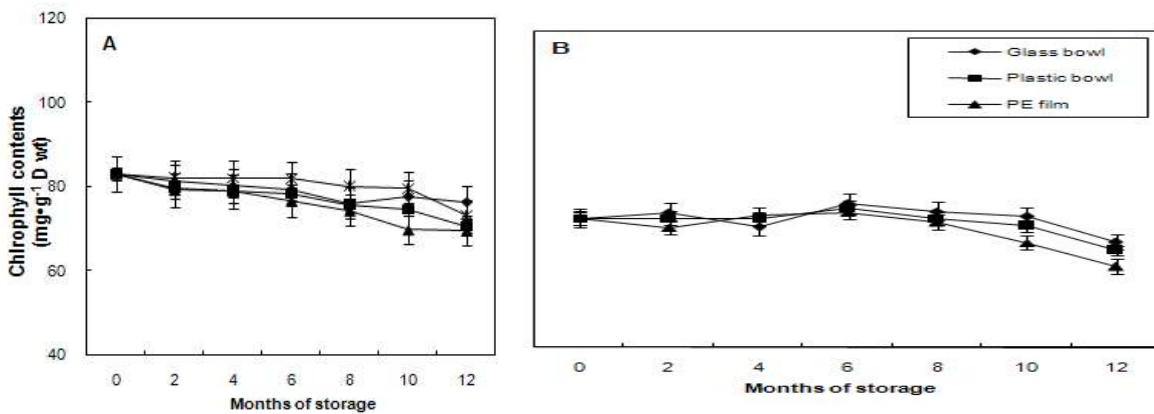 120
100
80
60
40
Chlrophyll contents
(mg•g⁻¹ D wt)
A
0 2 4 6 8 10 12
Months of storage
B
Glass bowl
Plastic bowl
PE film
0 2 4 6 8 10 12
Months of storage